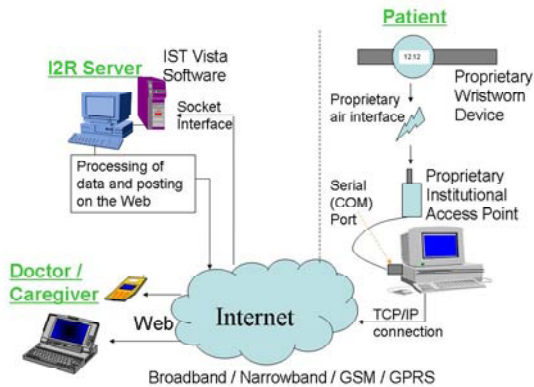 Patient
I2R Server
IST Vista
Software
Socket
Interface
12:12
Proprietary
Wristworn
Device
Proprietary
air interface
Proprietary
Institutional
Access Point
Serial
(COM)
Port
Processing of
data and posting
on the Web
Doctor /
Caregiver
Web
Internet
TCP/IP
connection
Broadband / Narrowband / GSM / GPRS